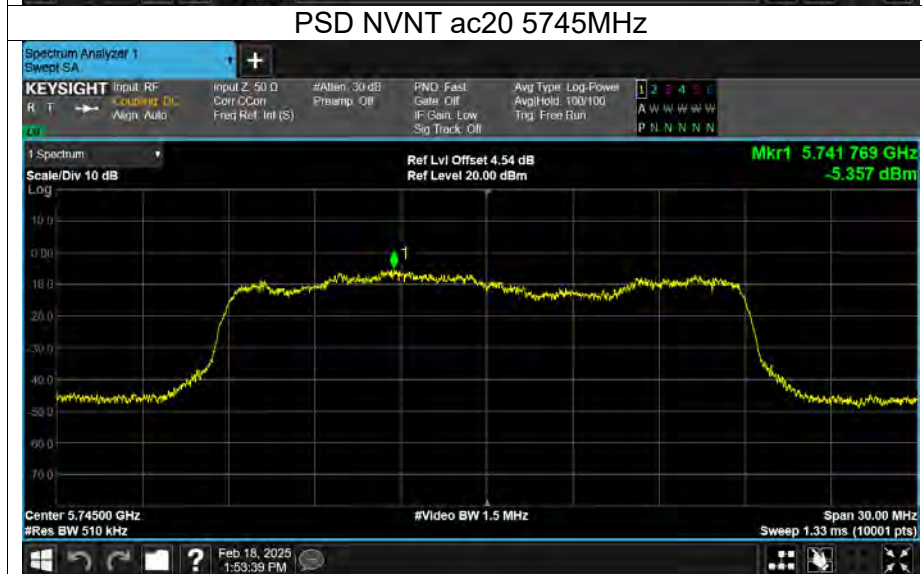 PSD NVNT ac20 5745MHz
Spectrum Analyzer 1
Swept SA
+
KEYSIGHT Input: RF Input Z: 50 Ω #Atten: 30 dB PNO: Fast Avg Type: Log-Power 1 2 3 4 5 6
R T Coupling: DC Corr CCorr Preamp: Off Gate: Off Avg|Hold: 100/100 A W W W W W
Align: Auto Freq Ref: Int (S) IF Gain: Low Trig: Free Run
Sig Track: Off P N N N N N
1 Spectrum Ref Lvl Offset 4.54 dB Mkr1 5.741 769 GHz
Scale/Div 10 dB Ref Level 20.00 dBm -5.357 dBm
Log
10.0
0.00
1
-10.0
-20.0
-30.0
-40.0
-50.0
-60.0
-70.0
Center 5.74500 GHz #Video BW 1.5 MHz Span 30.00 MHz
#Res BW 510 kHz Sweep 1.33 ms (10001 pts)
? Feb 18, 2025
1:53:39 PM